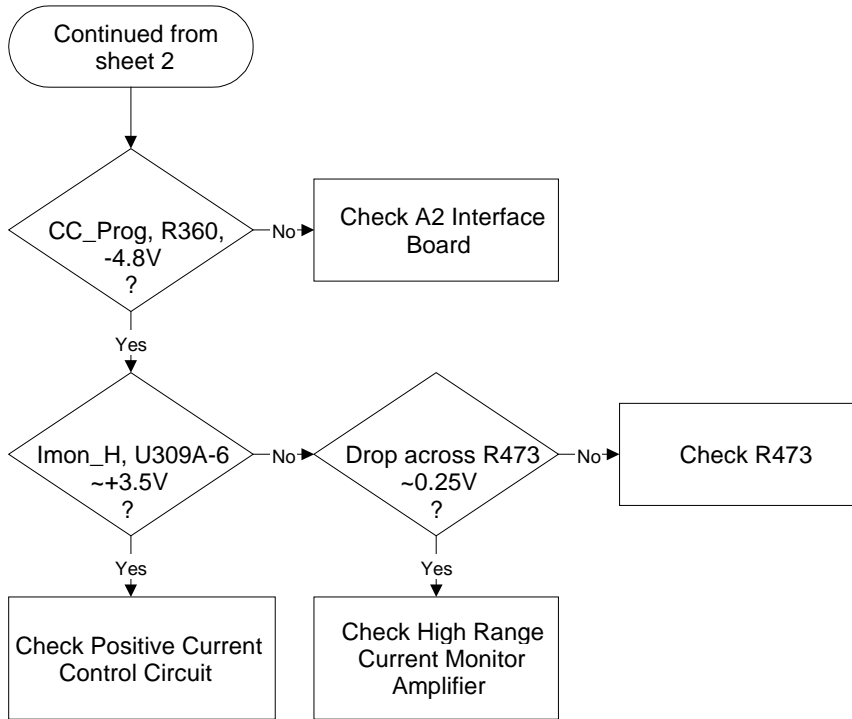 Continued from
sheet 2
CC_Prog, R360,
-4.8V
?
No
Check A2 Interface
Board
Yes
Imon_H, U309A-6
~+3.5V
?
No
Drop across R473
~0.25V
?
No
Check R473
Yes
Yes
Check Positive Current
Control Circuit
Check High Range
Current Monitor
Amplifier